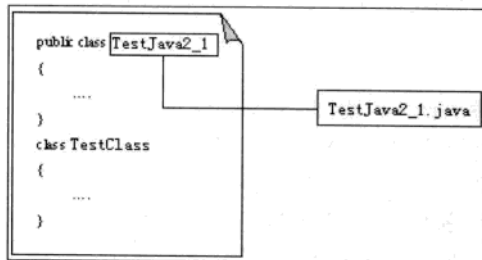 public class TestJava2_1
{
....
}
TestJava2_1.java
class TestClass
{
....
}